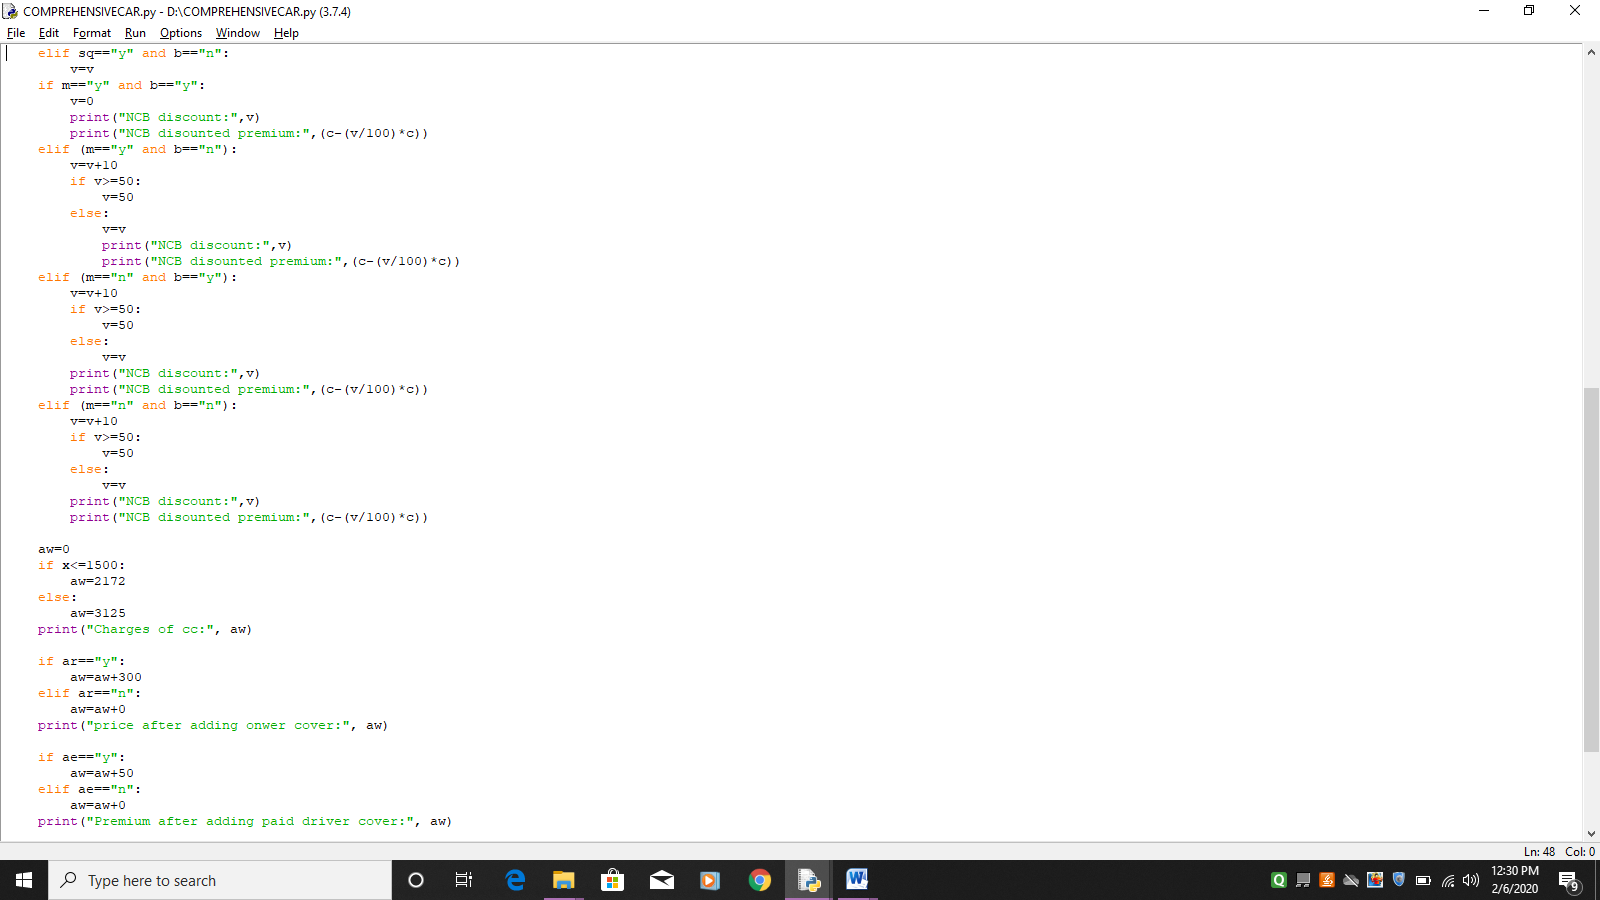 COMPREHENSIVECAR.py - D:\COMPREHENSIVECAR.py (3.7.4)
File Edit Format Run Options Window Help
    elif sq=="y" and b=="n":
        v=v
    if m=="y" and b=="y":
        v=0
        print("NCB discount:",v)
        print("NCB disounted premium:",(c-(v/100)*c))
    elif (m=="y" and b=="n"):
        v=v+10
        if v>=50:
            v=50
        else:
            v=v
            print("NCB discount:",v)
            print("NCB disounted premium:",(c-(v/100)*c))
    elif (m=="n" and b=="y"):
        v=v+10
        if v>=50:
            v=50
        else:
            v=v
        print("NCB discount:",v)
        print("NCB disounted premium:",(c-(v/100)*c))
    elif (m=="n" and b=="n"):
        v=v+10
        if v>=50:
            v=50
        else:
            v=v
        print("NCB discount:",v)
        print("NCB disounted premium:",(c-(v/100)*c))

    aw=0
    if x<=1500:
        aw=2172
    else:
        aw=3125
    print("Charges of cc:", aw)

    if ar=="y":
        aw=aw+300
    elif ar=="n":
        aw=aw+0
    print("price after adding onwer cover:", aw)

    if ae=="y":
        aw=aw+50
    elif ae=="n":
        aw=aw+0
    print("Premium after adding paid driver cover:", aw)
Ln: 48 Col: 0
Type here to search
12:30 PM
2/6/2020
9